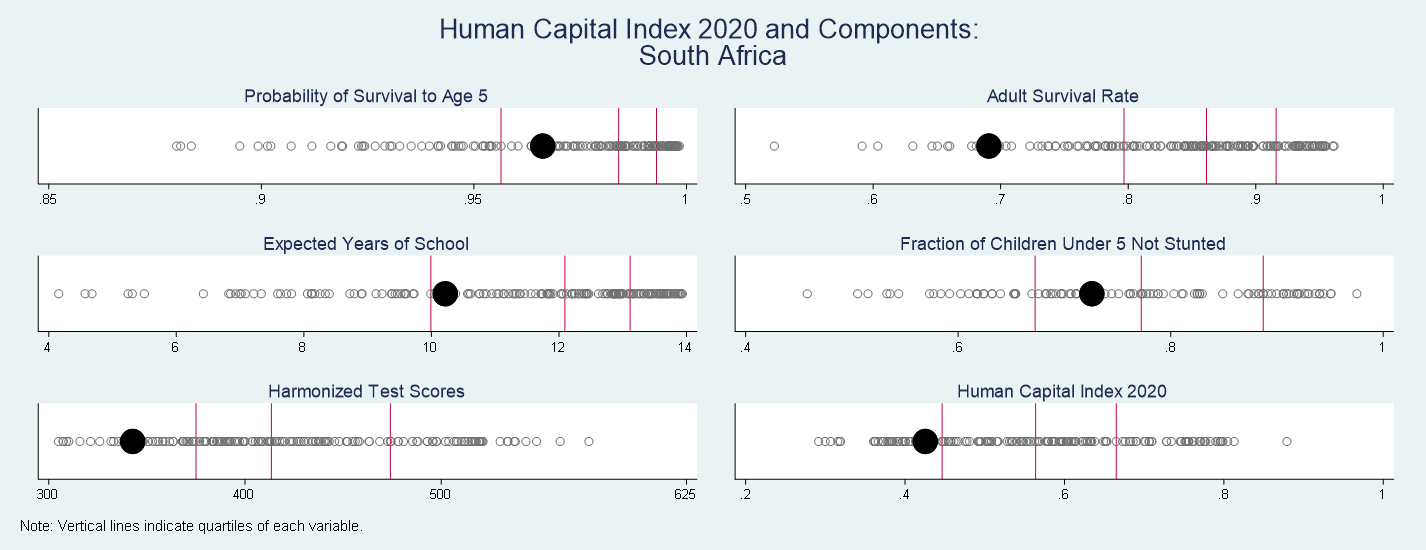 Human Capital Index 2020 and Components:
South Africa
Probability of Survival to Age 5
.85 .9 .95 1
Adult Survival Rate
.5 .6 .7 .8 .9 1
Expected Years of School
4 6 8 10 12 14
Fraction of Children Under 5 Not Stunted
.4 .6 .8 1
Harmonized Test Scores
300 400 500 625
Human Capital Index 2020
.2 .4 .6 .8 1
Note: Vertical lines indicate quartiles of each variable.